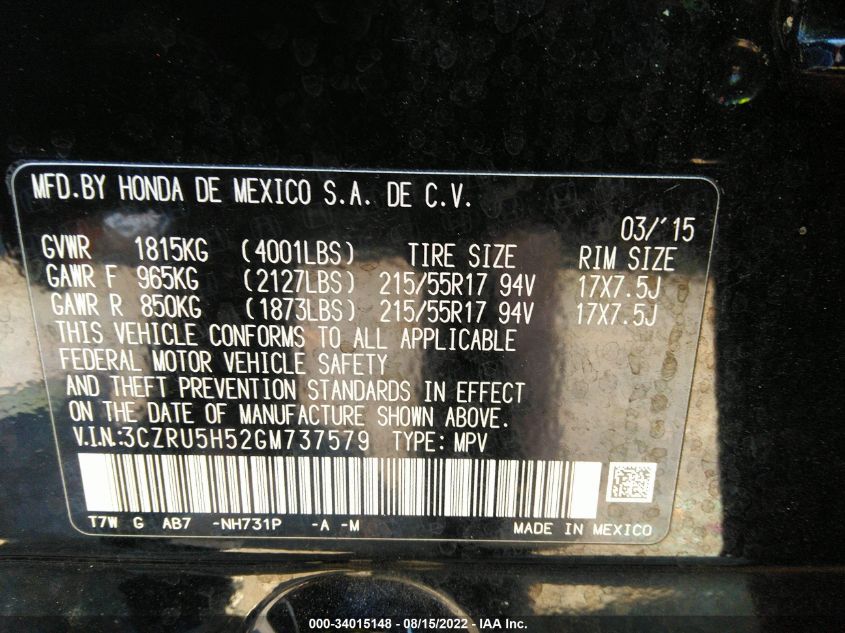 MFD.BY HONDA DE MEXICO S.A. DE C.V.
03/'15
GVWR 1815KG (4001LBS) TIRE SIZE RIM SIZE
GAWR F 965KG (2127LBS) 215/55R17 94V 17X7.5J
GAWR R 850KG (1873LBS) 215/55R17 94V 17X7.5J
THIS VEHICLE CONFORMS TO ALL APPLICABLE
FEDERAL MOTOR VEHICLE SAFETY
AND THEFT PREVENTION STANDARDS IN EFFECT
ON THE DATE OF MANUFACTURE SHOWN ABOVE.
V.I.N:3CZRU5H52GM737579 TYPE: MPV
T7W G AB7 -NH731P -A -M MADE IN MEXICO
000-34015148 - 08/15/2022 - IAA Inc.